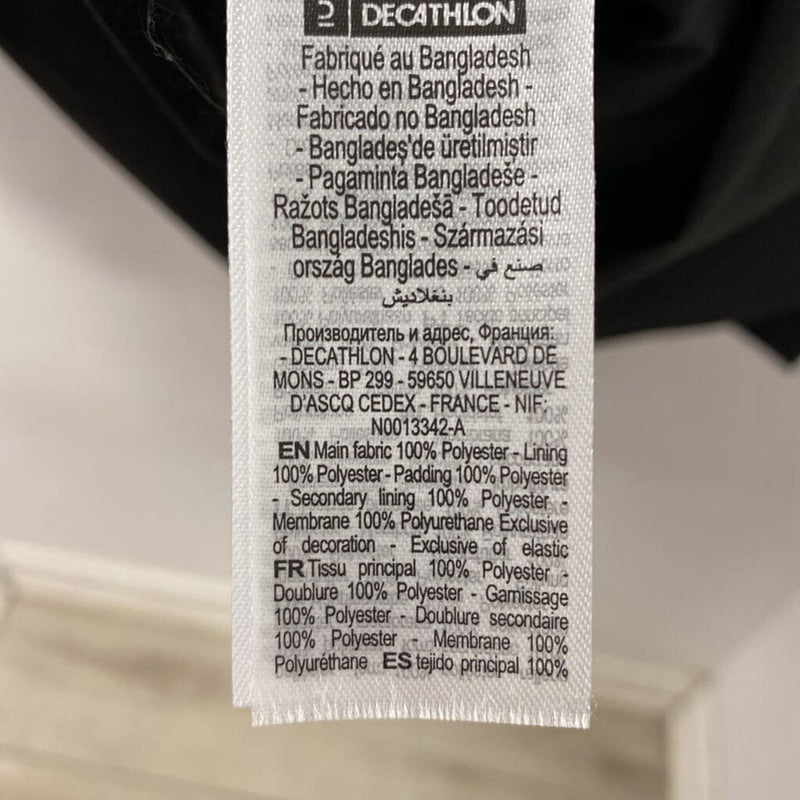 DECATHLON
Fabriqué au Bangladesh
- Hecho en Bangladesh -
Fabricado no Bangladesh
- Bangladeş'de üretilmiştir
- Pagaminta Bangladeše -
Ražots Bangladešā - Toodetud
Bangladeshis - Származási
ország Banglades - صنع في
بنغلاديش
Производитель и адрес, Франция:
- DECATHLON - 4 BOULEVARD DE
MONS - BP 299 - 59650 VILLENEUVE
D'ASCQ CEDEX - FRANCE - NIF:
N0013342-A
EN Main fabric 100% Polyester - Lining
100% Polyester - Padding 100% Polyester
- Secondary lining 100% Polyester -
Membrane 100% Polyurethane Exclusive
of decoration - Exclusive of elastic
FR Tissu principal 100% Polyester -
Doublure 100% Polyester - Garnissage
100% Polyester - Doublure secondaire
100% Polyester - Membrane 100%
Polyuréthane ES tejido principal 100%